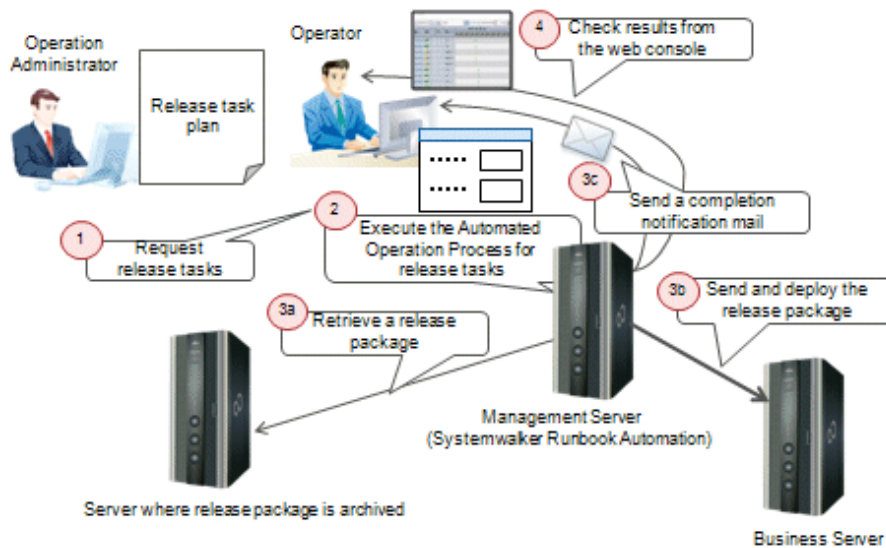 Operation
Administrator
Release task
plan
Operator
4
Check results from
the web console
3c
Send a completion
notification mail
1
Request
release tasks
2
Execute the Automated
Operation Process for
release tasks
3a
Retrieve a release
package
3b
Send and deploy the
release package
Management Server
(Systemwalker Runbook Automation)
Server where release package is archived
Business Server